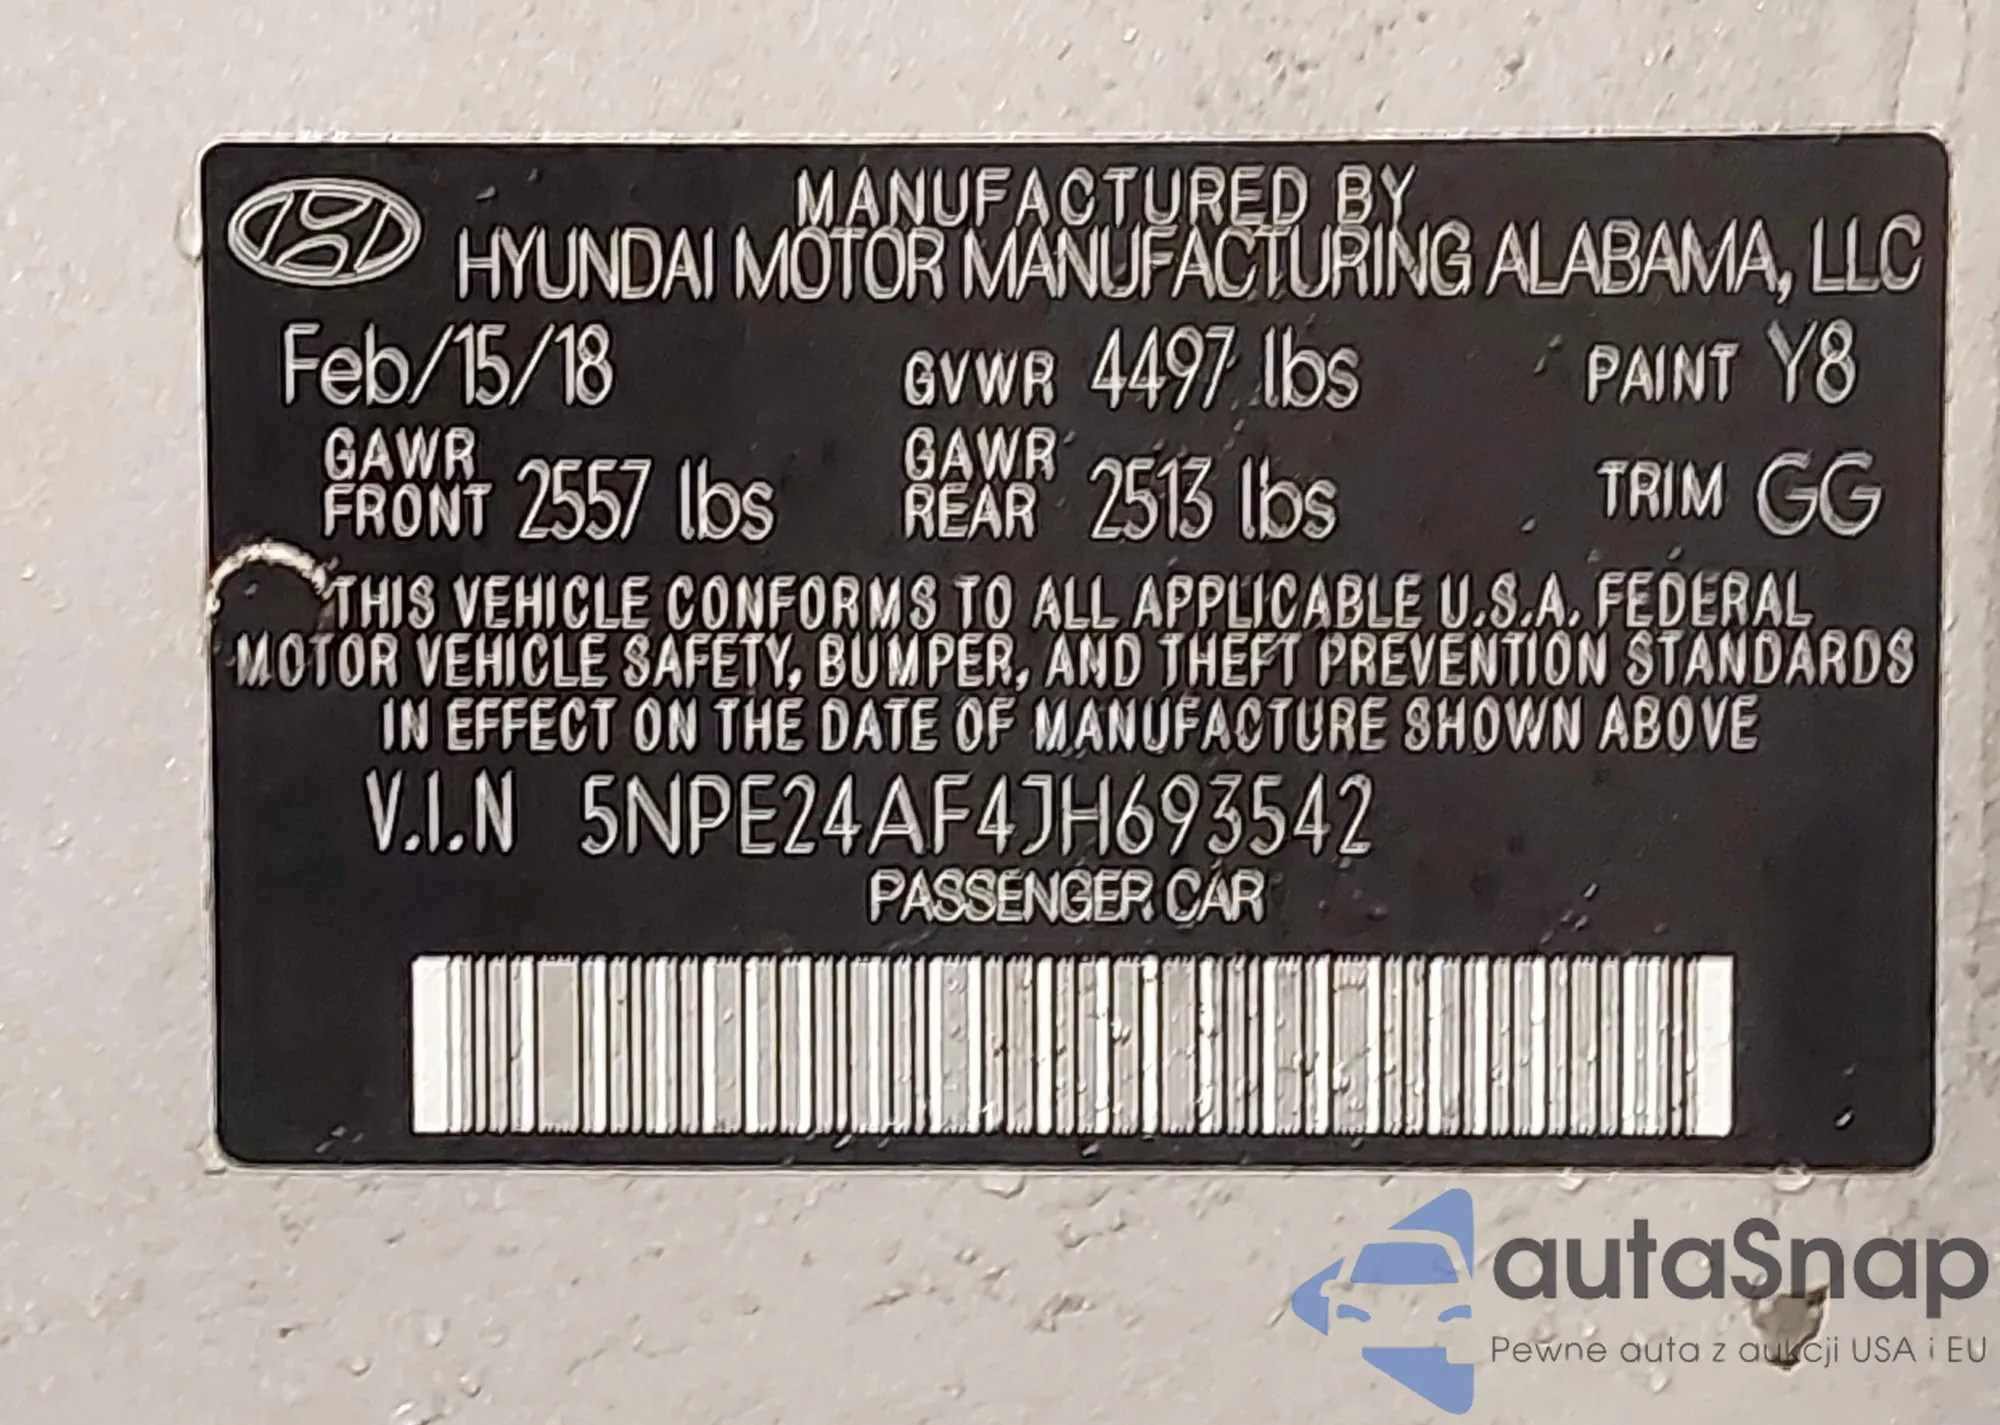 MANUFACTURED BY
HYUNDAI MOTOR MANUFACTURING ALABAMA, LLC
Feb/15/18 GVWR 4497 lbs PAINT Y8
GAWR FRONT 2557 lbs GAWR REAR 2513 lbs TRIM GG
THIS VEHICLE CONFORMS TO ALL APPLICABLE U.S.A. FEDERAL
MOTOR VEHICLE SAFETY, BUMPER, AND THEFT PREVENTION STANDARDS
IN EFFECT ON THE DATE OF MANUFACTURE SHOWN ABOVE
V.I.N 5NPE24AF4JH693542
PASSENGER CAR
autaSnap
Pewne auta z aukcji USA i EU